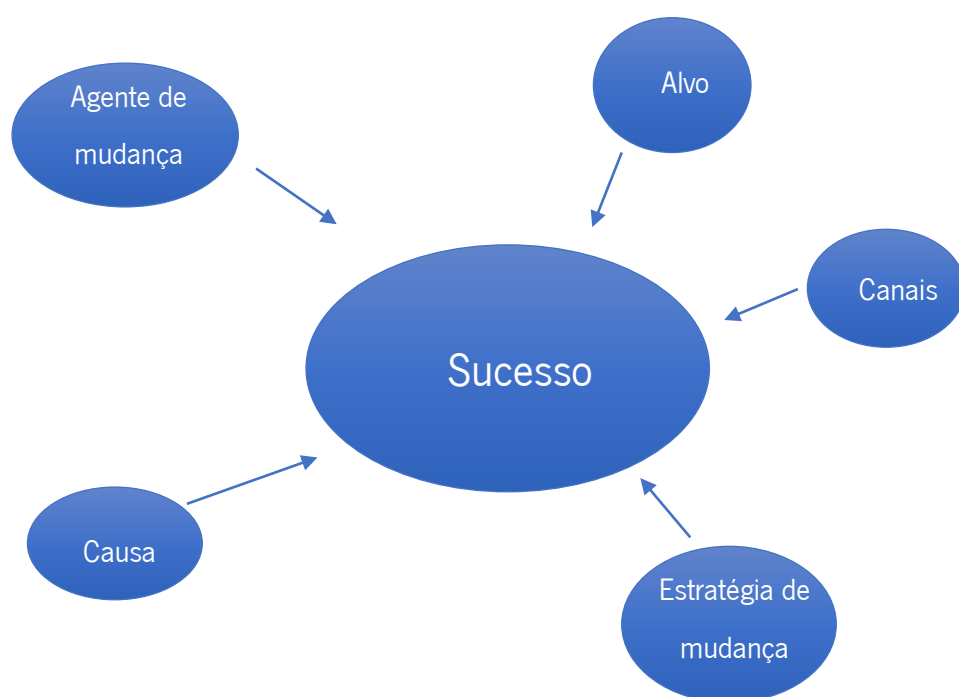 Agente de
mudança
Alvo
Canais
Sucesso
Causa
Estratégia de
mudança